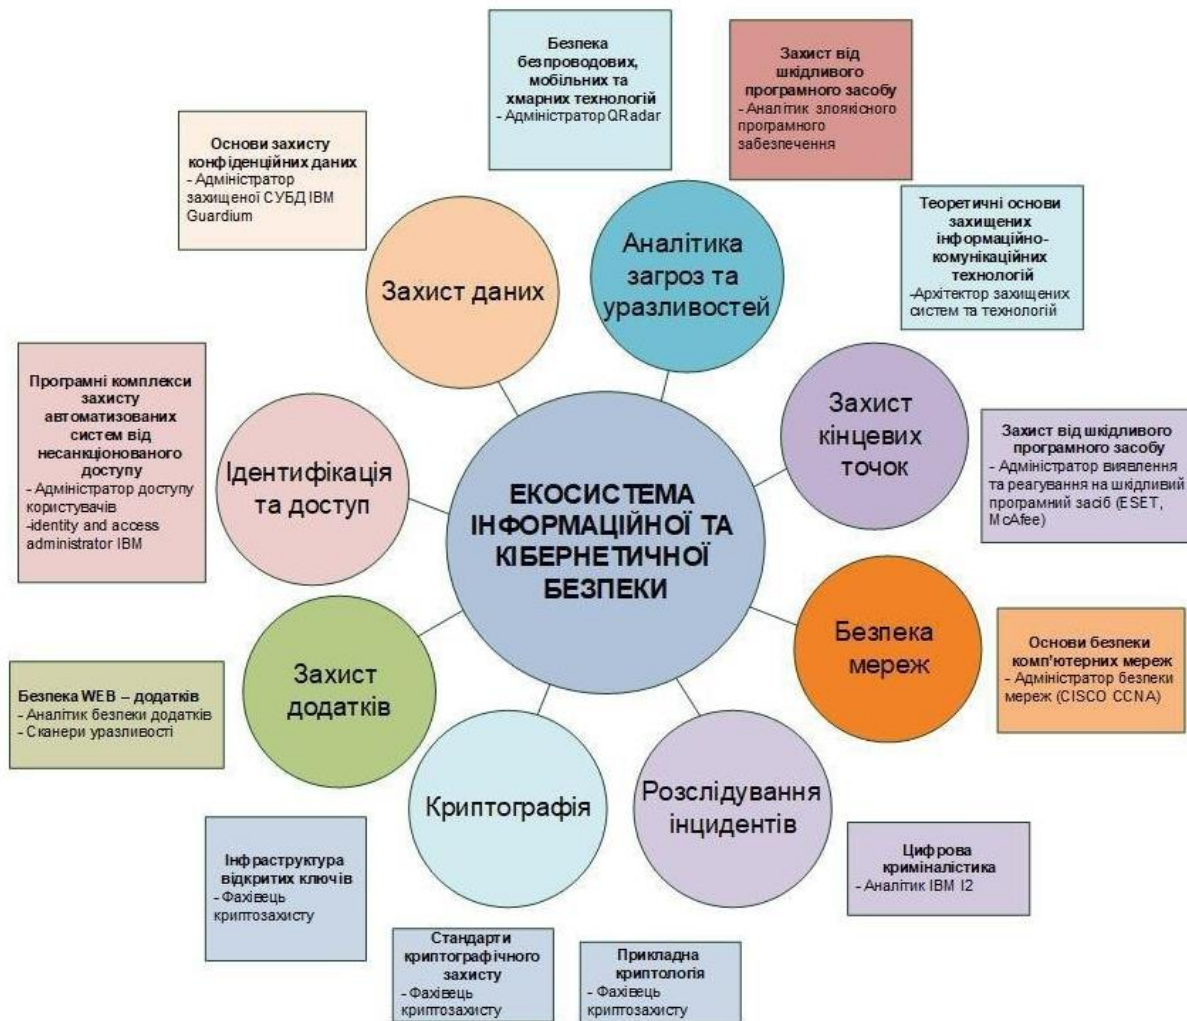 Безпека
безпроводових,
мобільних та
хмарних технологій
- Адміністратор QRadar
Захист від
шкідливого
програмного засобу
- Аналітик злоякісного
програмного
забезпечення
Основи захисту
конфіденційних даних
- Адміністратор
захищеної СУБД IBM
Guardium
Теоретичні основи
захищених
інформаційно-
комунікаційних
технологій
-Архітектор захищених
систем та технологій
Захист даних
Аналітика
загроз та
уразливостей
Програмні комплекси
захисту
автоматизованих
систем від
несанкціонованого
доступу
- Адміністратор доступу
користувачів
-identity and access
administrator IBM
Ідентифікація
та доступ
Захист
кінцевих
точок
Захист від шкідливого
програмного засобу
- Адміністратор виявлення
та реагування на шкідливий
програмний засіб (ESET,
McAfee)
ЕКОСИСТЕМА
ІНФОРМАЦІЙНОЇ ТА
КІБЕРНЕТИЧНОЇ
БЕЗПЕКИ
Безпека WEB – додатків
- Аналітик безпеки додатків
- Сканери уразливості
Захист
додатків
Безпека
мереж
Основи безпеки
комп'ютерних мереж
- Адміністратор безпеки
мереж (CISCO CCNA)
Криптографія
Розслідування
інцидентів
Цифрова
криміналістика
- Аналітик IBM I2
Інфраструктура
відкритих ключів
- Фахівець
криптозахисту
Стандарти
криптографічного
захисту
- Фахівець
криптозахисту
Прикладна
криптологія
- Фахівець
криптозахисту